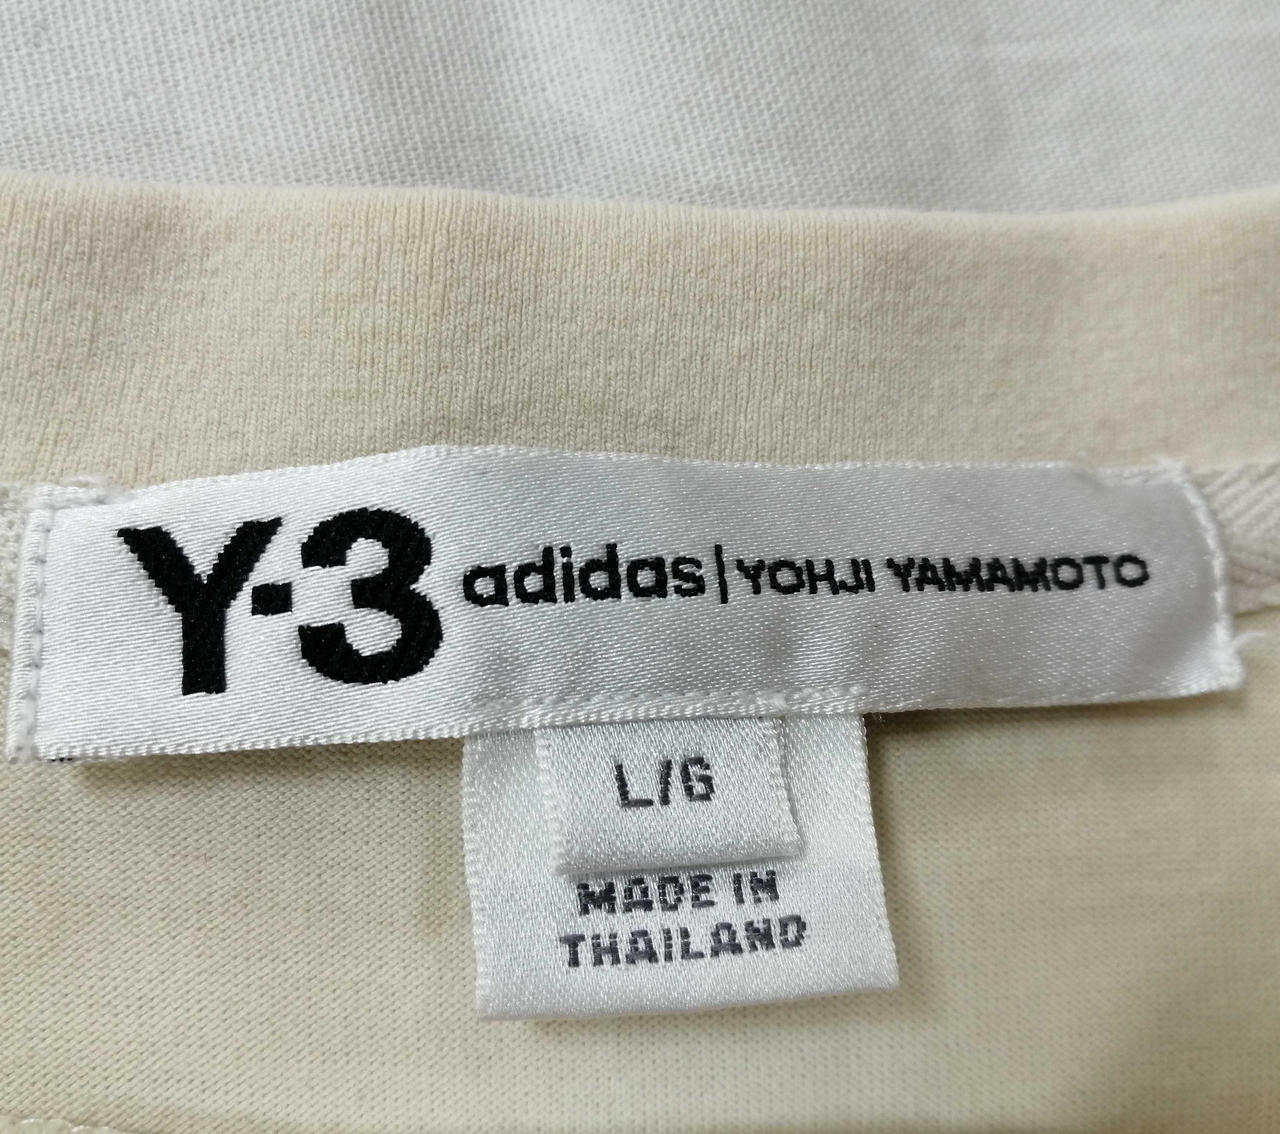 Y-3 adidas | YOHJI YAMAMOTO
L/G
MADE IN
THAILAND